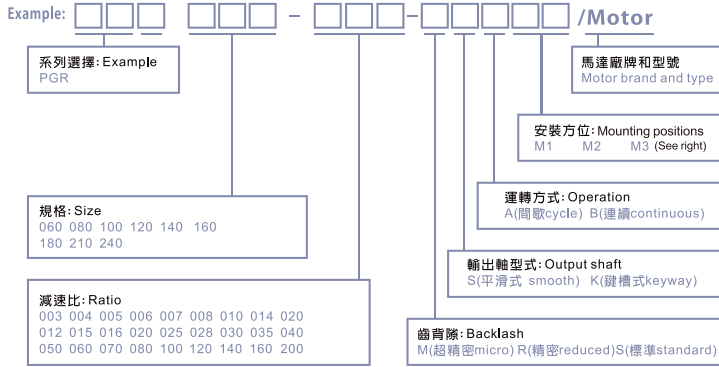 Example: □□□ □□□ – □□□-□□□□□ /Motor
系列選擇: Example
PGR
馬達廠牌和型號
Motor brand and type
安裝方位: Mounting positions
M1 M2 M3 (See right)
規格: Size
060 080 100 120 140 160
180 210 240
運轉方式: Operation
A(間歇cycle) B(連續continuous)
輸出軸型式: Output shaft
S(平滑式 smooth) K(鍵槽式keyway)
減速比: Ratio
003 004 005 006 007 008 010 014 020
012 015 016 020 025 028 030 035 040
050 060 070 080 100 120 140 160 200
齒背隙: Backlash
M(超精密micro) R(精密reduced)S(標準standard)